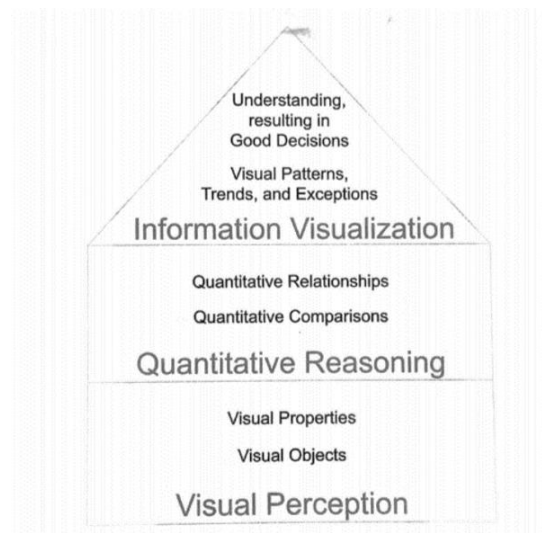 Understanding,
resulting in
Good Decisions
Visual Patterns,
Trends, and Exceptions
Information Visualization
Quantitative Relationships
Quantitative Comparisons
Quantitative Reasoning
Visual Properties
Visual Objects
Visual Perception